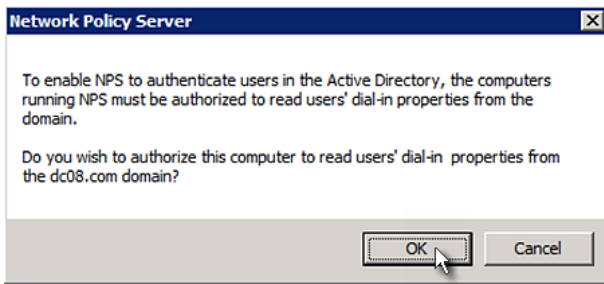 Network Policy Server
To enable NPS to authenticate users in the Active Directory, the computers
running NPS must be authorized to read users' dial-in properties from the
domain.
Do you wish to authorize this computer to read users' dial-in  properties from
the dc08.com domain?
OK
Cancel